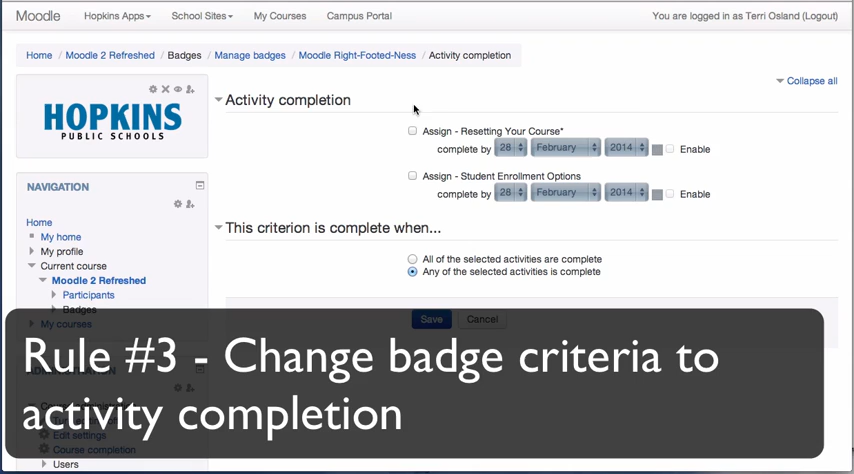 Moodle Hopkins Apps School Sites My Courses Campus Portal You are logged in as Terri Osland (Logout)
Home / Moodle 2 Refreshed / Badges / Manage badges / Moodle Right-Footed-Ness / Activity completion
Collapse all
HOPKINS
PUBLIC SCHOOLS
NAVIGATION
Home
My home
My profile
Current course
Moodle 2 Refreshed
Participants
Badges
My courses
Activity completion
Assign - Resetting Your Course*
complete by 28 February 2014 Enable
Assign - Student Enrollment Options
complete by 28 February 2014 Enable
This criterion is complete when...
All of the selected activities are complete
Any of the selected activities is complete
Save Cancel
Rule #3 - Change badge criteria to
activity completion
Edit settings
Course completion
Users